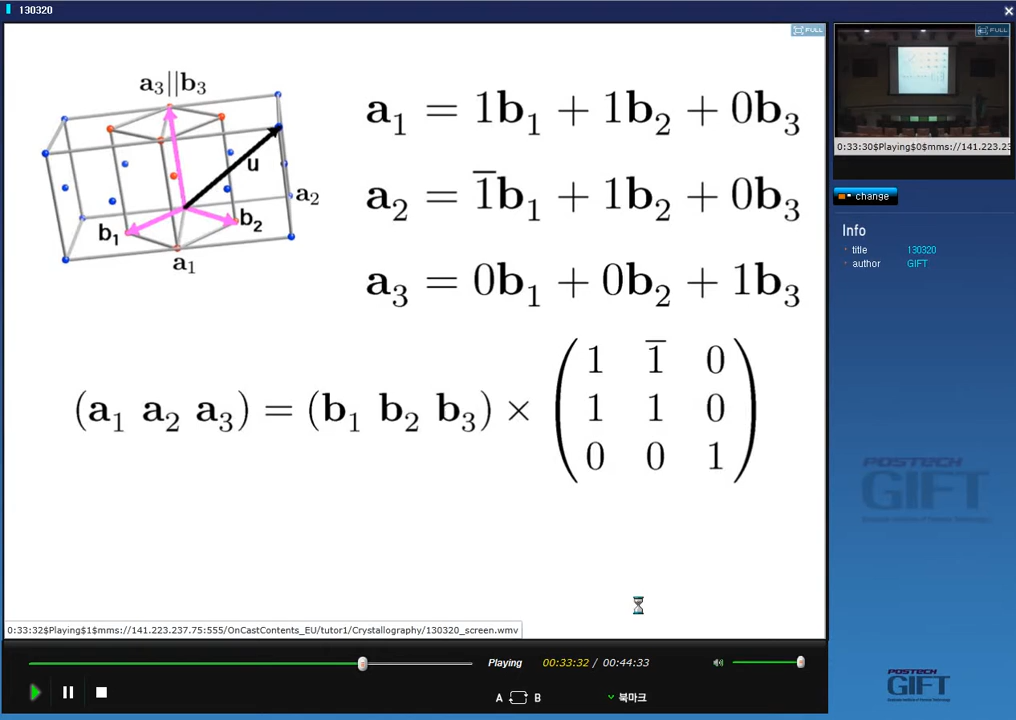 130320
FULL
FULL
a₃||b₃
u
a₂
b₁
b₂
a₁
a₁ = 1b₁ + 1b₂ + 0b₃
a₂ = 1̅b₁ + 1b₂ + 0b₃
a₃ = 0b₁ + 0b₂ + 1b₃
(a₁ a₂ a₃) = (b₁ b₂ b₃) ×
1 1̅ 0
1 1 0
0 0 1
0:33:30$Playing$0$mms://141.223.23
change
Info
title 130320
author GIFT
POSTECH
GIFT
0:33:32$Playing$1$mms://141.223.237.75:555/OnCastContents_EU/tutor1/Crystallography/130320_screen.wmv
Playing 00:33:32 / 00:44:33
A B 북마크
POSTECH
GIFT